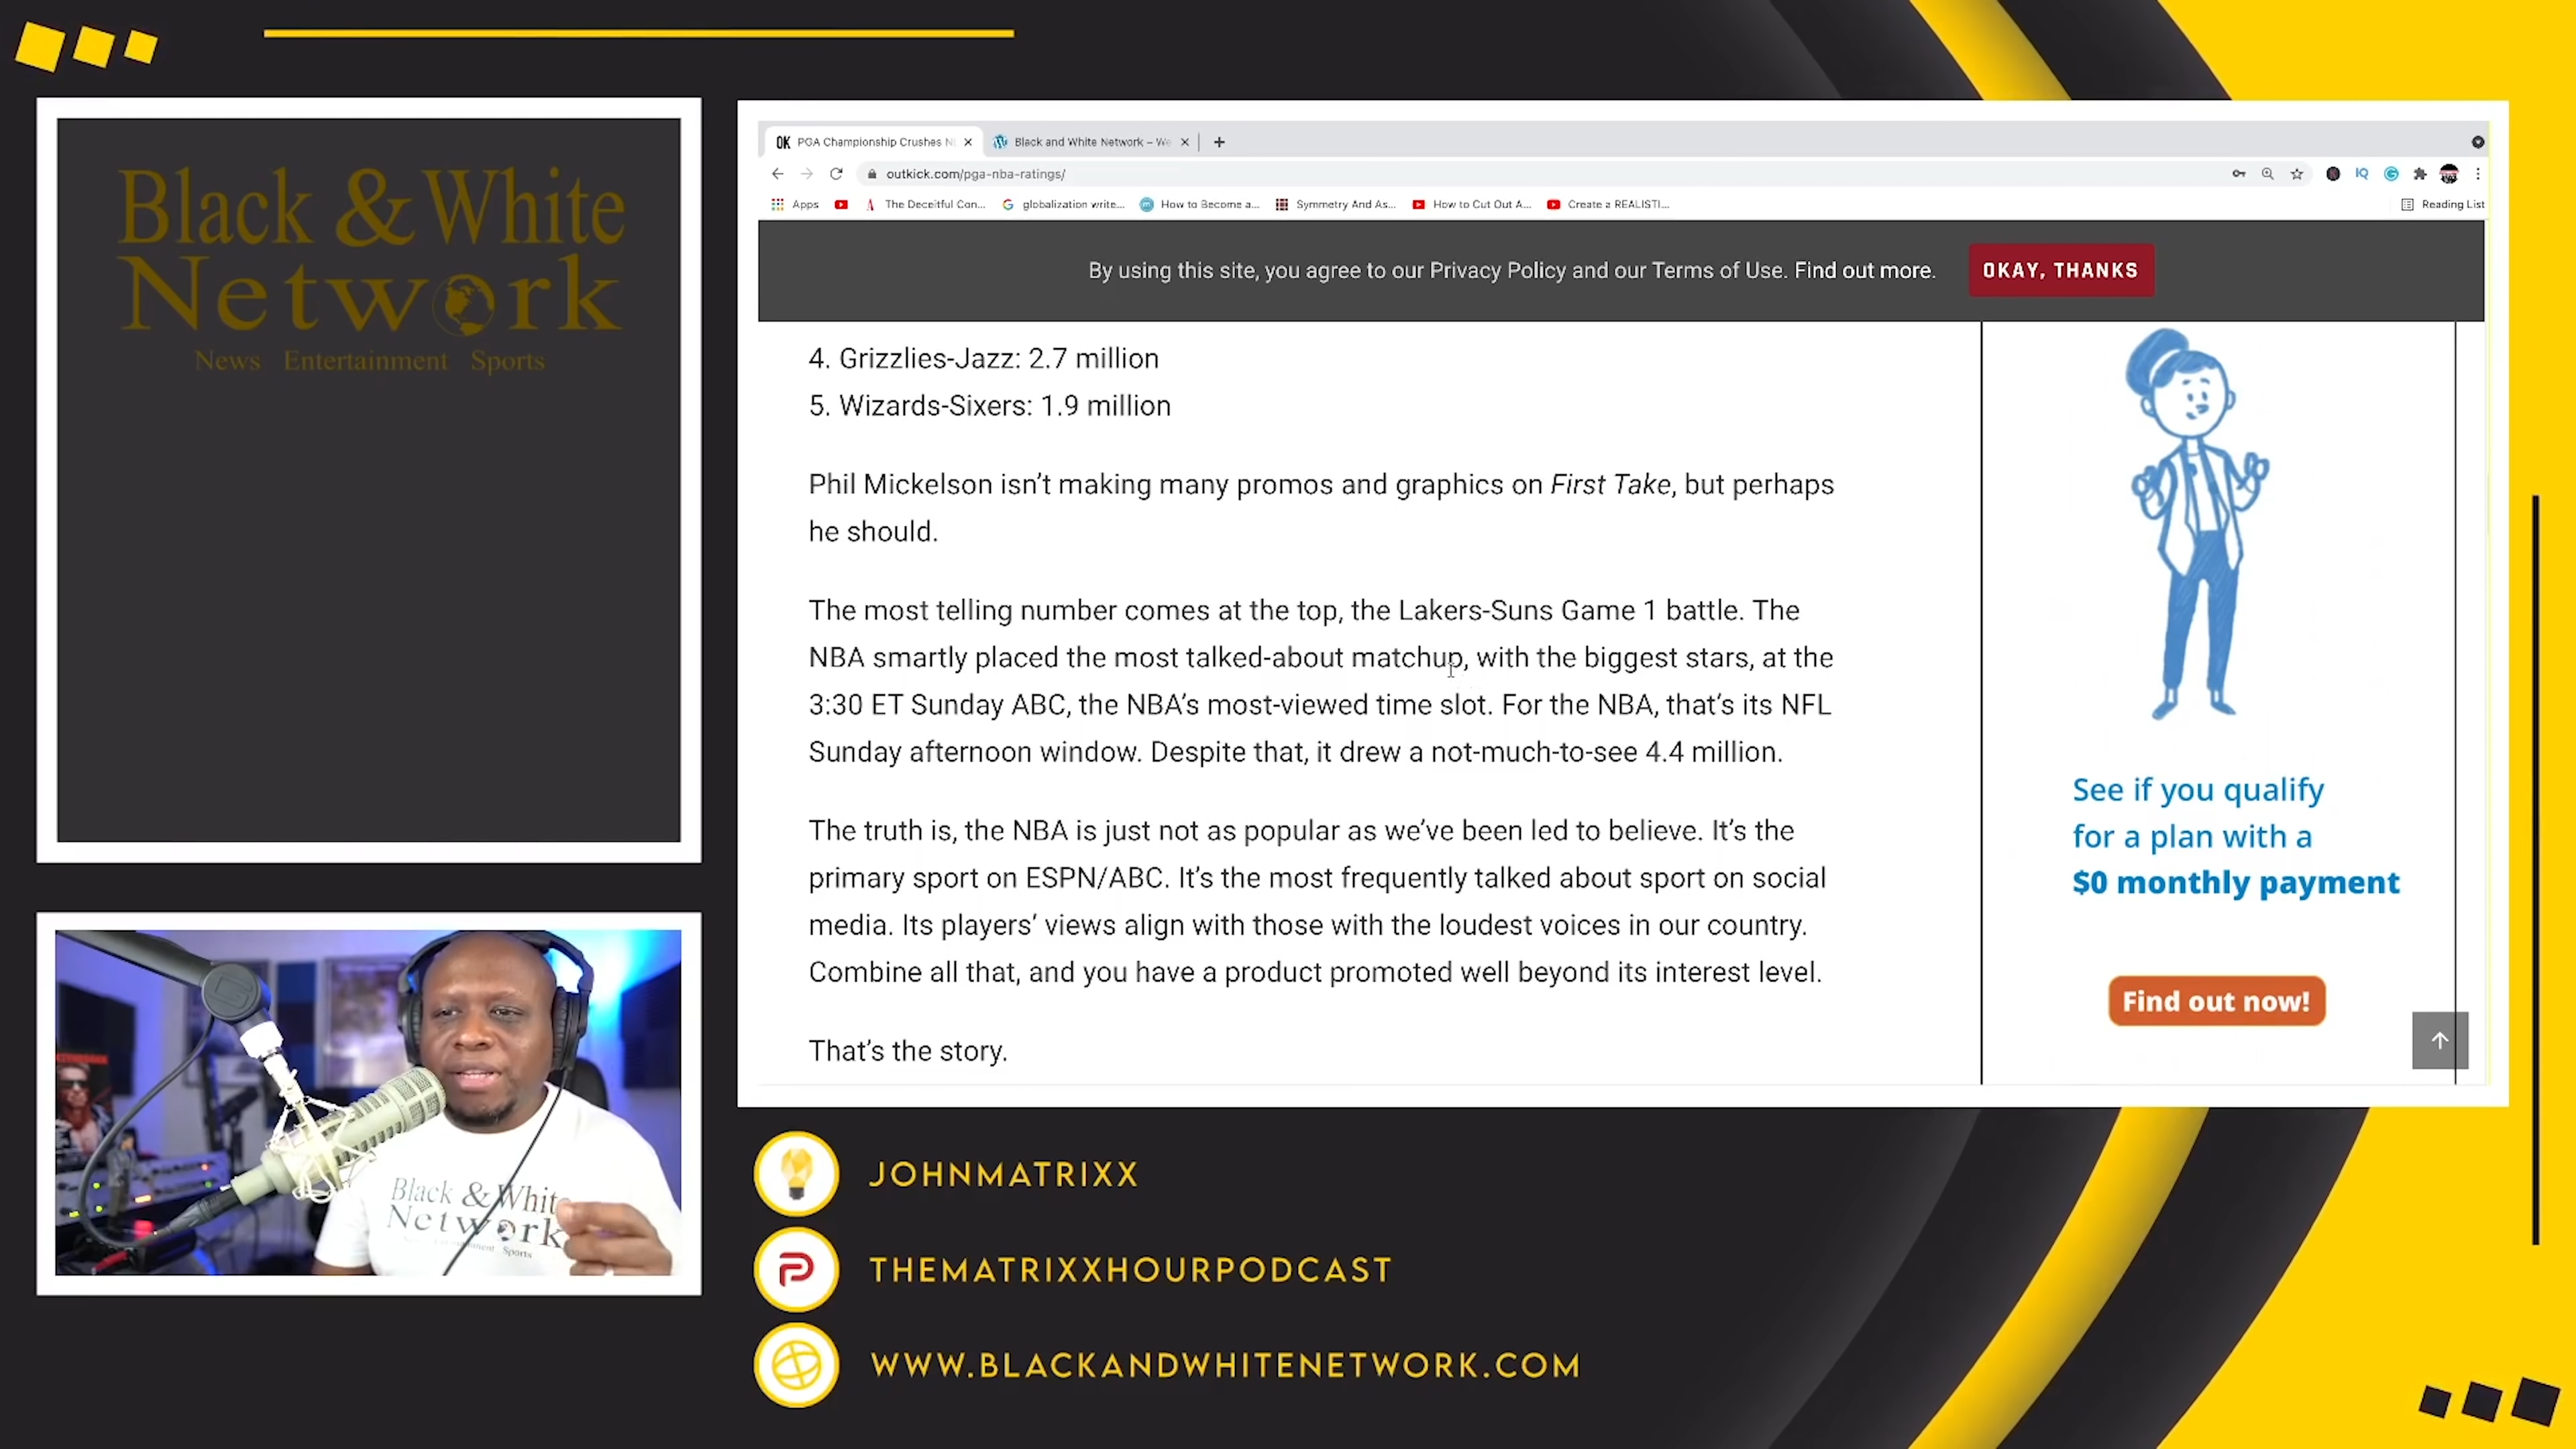 Black & White
Network
News Entertainment Sports
OK PGA Championship Crushes N
Black and White Network – We
outkick.com/pga-nba-ratings/
IQ
Apps
The Deceitful Con...
globalization write...
How to Become a...
Symmetry And As...
How to Cut Out A...
Create a REALISTI...
Reading List
By using this site, you agree to our Privacy Policy and our Terms of Use. Find out more.
OKAY, THANKS
4. Grizzlies-Jazz: 2.7 million
5. Wizards-Sixers: 1.9 million
Phil Mickelson isn’t making many promos and graphics on First Take, but perhaps
he should.
The most telling number comes at the top, the Lakers-Suns Game 1 battle. The
NBA smartly placed the most talked-about matchup, with the biggest stars, at the
3:30 ET Sunday ABC, the NBA’s most-viewed time slot. For the NBA, that’s its NFL
Sunday afternoon window. Despite that, it drew a not-much-to-see 4.4 million.
The truth is, the NBA is just not as popular as we’ve been led to believe. It’s the
primary sport on ESPN/ABC. It’s the most frequently talked about sport on social
media. Its players’ views align with those with the loudest voices in our country.
Combine all that, and you have a product promoted well beyond its interest level.
That’s the story.
See if you qualify
for a plan with a
$0 monthly payment
Find out now!
Black & White
Network
Sports
JOHNMATRIXX
THEMATRIXXHOURPODCAST
WWW.BLACKANDWHITENETWORK.COM